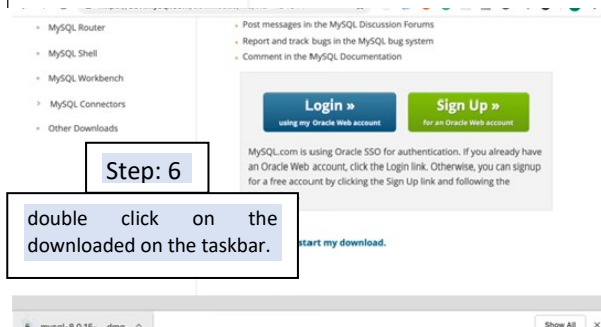 MySQL Router
MySQL Shell
MySQL Workbench
MySQL Connectors
Other Downloads
Post messages in the MySQL Discussion Forums
Report and track bugs in the MySQL bug system
Comment in the MySQL Documentation
Login »
using my Oracle Web account
Sign Up »
for an Oracle Web account
MySQL.com is using Oracle SSO for authentication. If you already have
an Oracle Web account, click the Login link. Otherwise, you can signup
for a free account by clicking the Sign Up link and following the
Step: 6
double click on the
downloaded on the taskbar.
start my download.
Show All